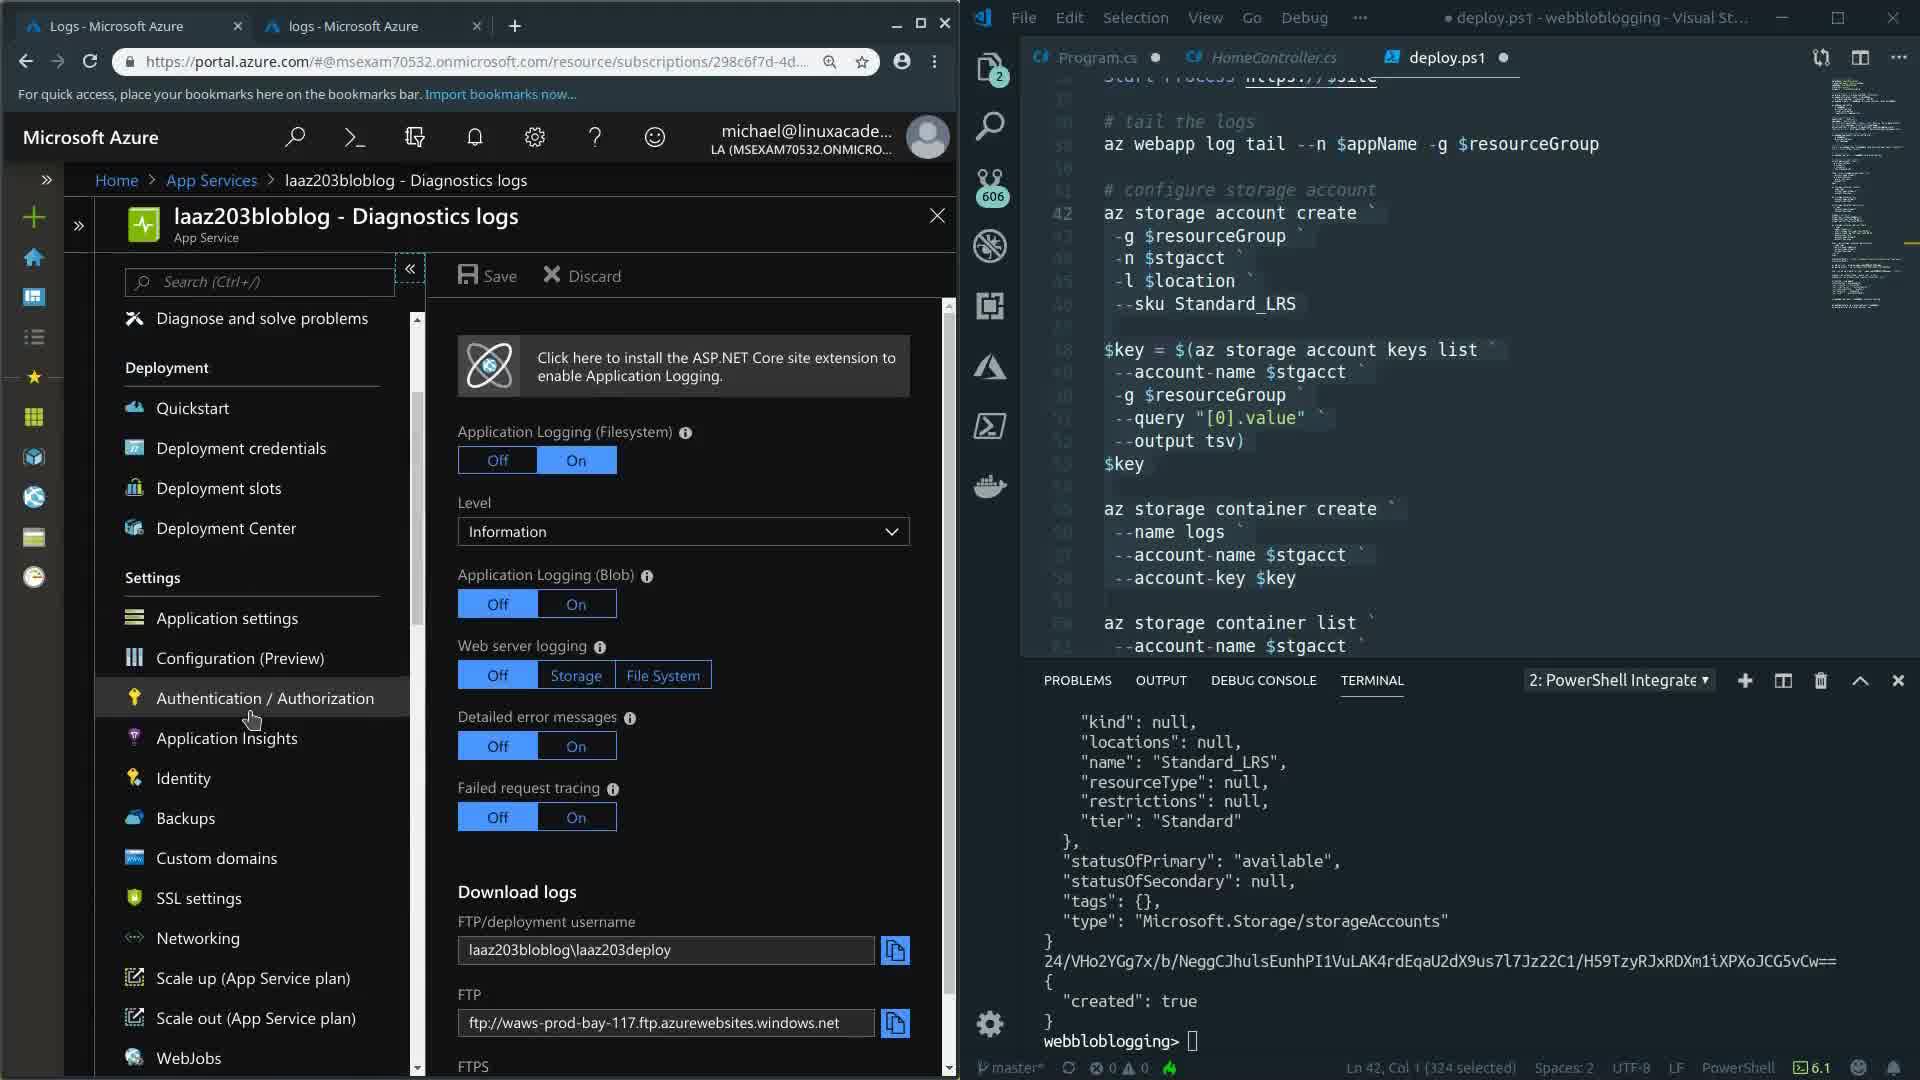 Logs - Microsoft Azure
logs - Microsoft Azure
https://portal.azure.com/#@msexam70532.onmicrosoft.com/resource/subscriptions/298c6f7d-4d...
For quick access, place your bookmarks here on the bookmarks bar. Import bookmarks now...
Microsoft Azure
michael@linuxacade...
LA (MSEXAM70532.ONMICRO...
Home > App Services > laaz203bloblog - Diagnostics logs
laaz203bloblog - Diagnostics logs
App Service
Search (Ctrl+/)
Diagnose and solve problems
Deployment
Quickstart
Deployment credentials
Deployment slots
Deployment Center
Settings
Application settings
Configuration (Preview)
Authentication / Authorization
Application Insights
Identity
Backups
Custom domains
SSL settings
Networking
Scale up (App Service plan)
Scale out (App Service plan)
WebJobs
Save
Discard
Click here to install the ASP.NET Core site extension to
enable Application Logging.
Application Logging (Filesystem)
Off On
Level
Information
Application Logging (Blob)
Off On
Web server logging
Off Storage File System
Detailed error messages
Off On
Failed request tracing
Off On
Download logs
FTP/deployment username
laaz203bloblog\laaz203deploy
FTP
ftp://waws-prod-bay-117.ftp.azurewebsites.windows.net
FTPS
File Edit Selection View Go Debug ···
● deploy.ps1 - webbloblogging - Visual St...
Program.cs
HomeController.cs
deploy.ps1
2
606
# tail the logs
az webapp log tail --n $appName -g $resourceGroup
# configure storage account
42 az storage account create `
-g $resourceGroup `
-n $stgacct `
-l $location `
--sku Standard_LRS
$key = $(az storage account keys list `
--account-name $stgacct `
-g $resourceGroup `
--query "[0].value" `
--output tsv)
$key
az storage container create `
--name logs `
--account-name $stgacct `
--account-key $key
az storage container list `
--account-name $stgacct `
PROBLEMS OUTPUT DEBUG CONSOLE TERMINAL
2: PowerShell Integrate
"kind": null,
"locations": null,
"name": "Standard_LRS",
"resourceType": null,
"restrictions": null,
"tier": "Standard"
},
"statusOfPrimary": "available",
"statusOfSecondary": null,
"tags": {},
"type": "Microsoft.Storage/storageAccounts"
}
24/VHo2YGg7x/b/NeggCJhulsEunhPI1VuLAK4rdEqaU2dX9us7l7Jz22C1/H59TzyRJxRDXm1iXPXoJCG5vCw==
{
"created": true
}
webbloblogging>
master* 0 0 Ln 42, Col 1 (324 selected) Spaces: 2 UTF-8 LF PowerShell 6.1